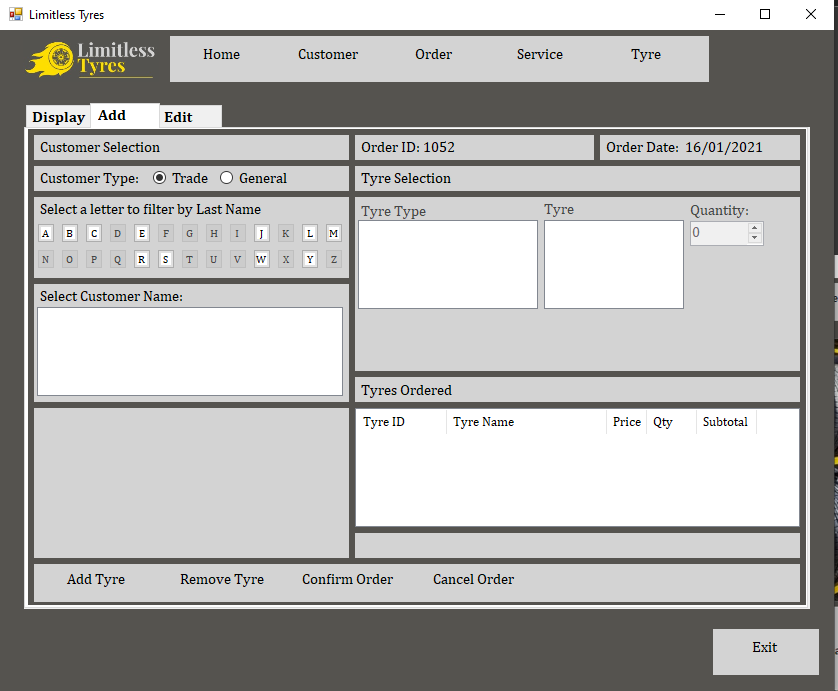 Limitless Tyres
Limitless
Tyres
Home Customer Order Service Tyre
Display Add Edit
Customer Selection
Order ID: 1052
Order Date: 16/01/2021
Customer Type: Trade General
Tyre Selection
Select a letter to filter by Last Name
A B C D E F G H I J K L M
N O P Q R S T U V W X Y Z
Tyre Type
Tyre
Quantity:
0
Select Customer Name:
Tyres Ordered
Tyre ID Tyre Name Price Qty Subtotal
Add Tyre Remove Tyre Confirm Order Cancel Order
Exit